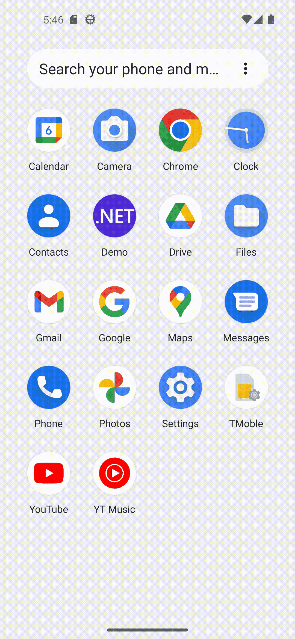 5:46
Search your phone and m...
6
Calendar
Camera
Chrome
Clock
.NET
Contacts
Demo
Drive
Files
Gmail
Google
Maps
Messages
Phone
Photos
Settings
TMoble
YouTube
YT Music